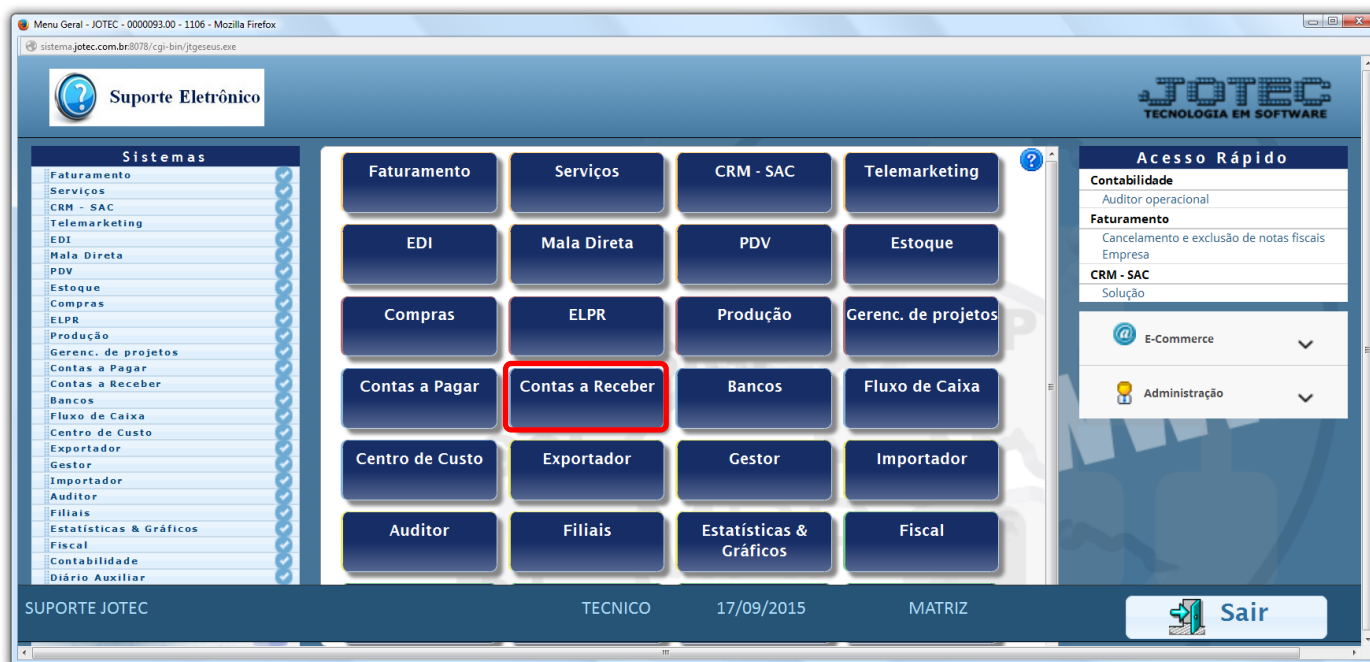 Menu Geral - JOTEC - 0000093.00 - 1106 - Mozilla Firefox
sistema.jotec.com.br:8078/cgi-bin/jtgeseus.exe
Suporte Eletrônico
JOTEC
TECNOLOGIA EM SOFTWARE
Sistemas
Faturamento
Serviços
CRM - SAC
Telemarketing
EDI
Mala Direta
PDV
Estoque
Compras
ELPR
Produção
Gerenc. de projetos
Contas a Pagar
Contas a Receber
Bancos
Fluxo de Caixa
Centro de Custo
Exportador
Gestor
Importador
Auditor
Filiais
Estatísticas & Gráficos
Fiscal
Contabilidade
Diário Auxiliar
Faturamento
Serviços
CRM - SAC
Telemarketing
EDI
Mala Direta
PDV
Estoque
Compras
ELPR
Produção
Gerenc. de projetos
Contas a Pagar
Contas a Receber
Bancos
Fluxo de Caixa
Centro de Custo
Exportador
Gestor
Importador
Auditor
Filiais
Estatísticas &
Gráficos
Fiscal
Acesso Rápido
Contabilidade
Auditor operacional
Faturamento
Cancelamento e exclusão de notas fiscais
Empresa
CRM - SAC
Solução
E-Commerce
Administração
SUPORTE JOTEC
TECNICO
17/09/2015
MATRIZ
Sair